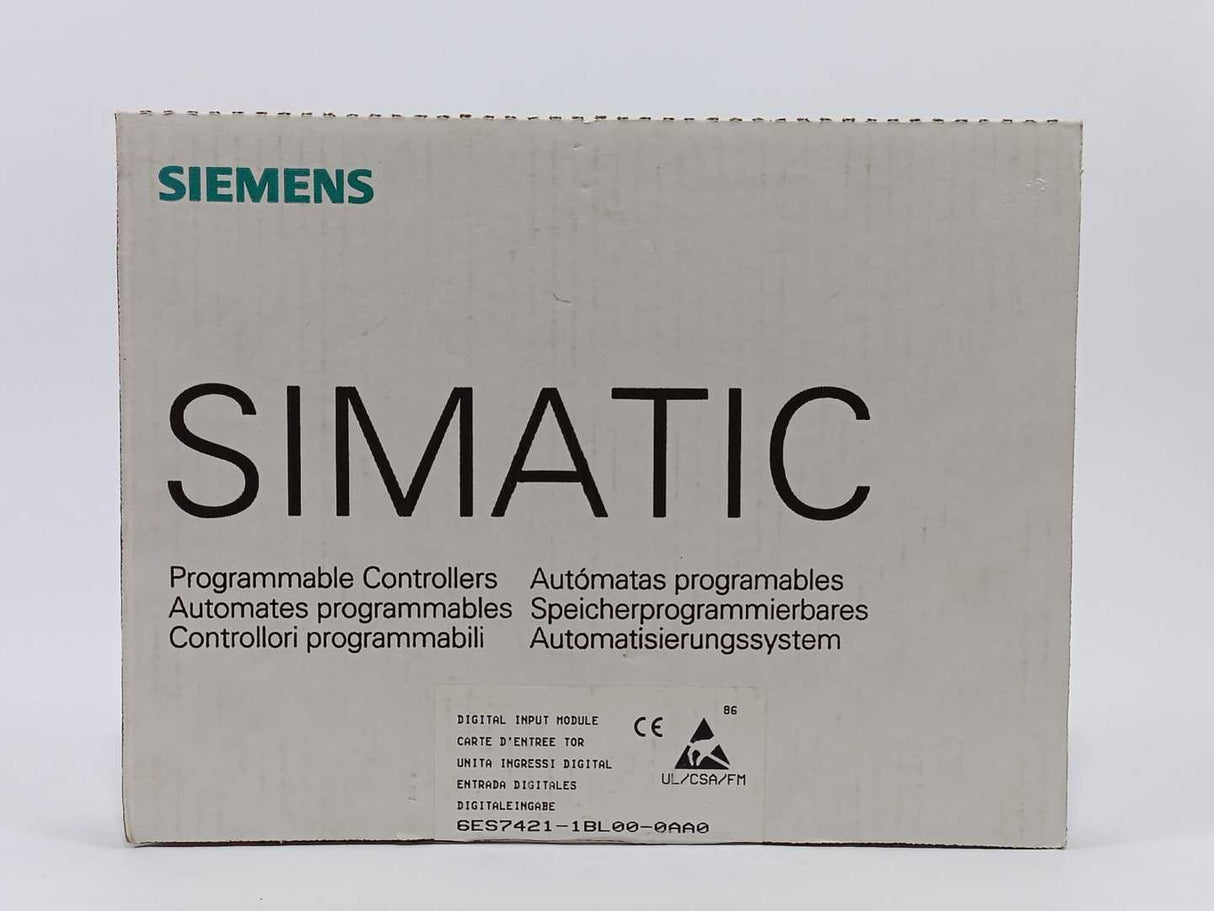 SIEMENS
SIMATIC
Programmable Controllers
Automates programmables
Controllori programmabili
Autómatas programables
Speicherprogrammierbares
Automatisierungssystem
DIGITAL INPUT MODULE
CARTE D'ENTREE TOR
UNITA INGRESSI DIGITAL
ENTRADA DIGITALES
DIGITALEINGABE
6ES7421-1BL00-0AA0
CE
86
UL/CSA/FM